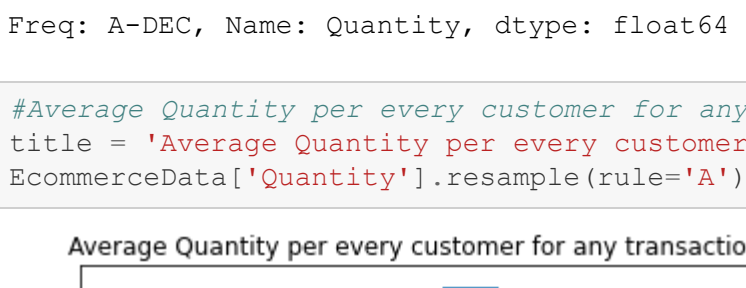 Freq: A-DEC, Name: Quantity, dtype: float64
#Average Quantity per every customer for any
title = 'Average Quantity per every customer
EcommerceData['Quantity'].resample(rule='A')
Average Quantity per every customer for any transactio